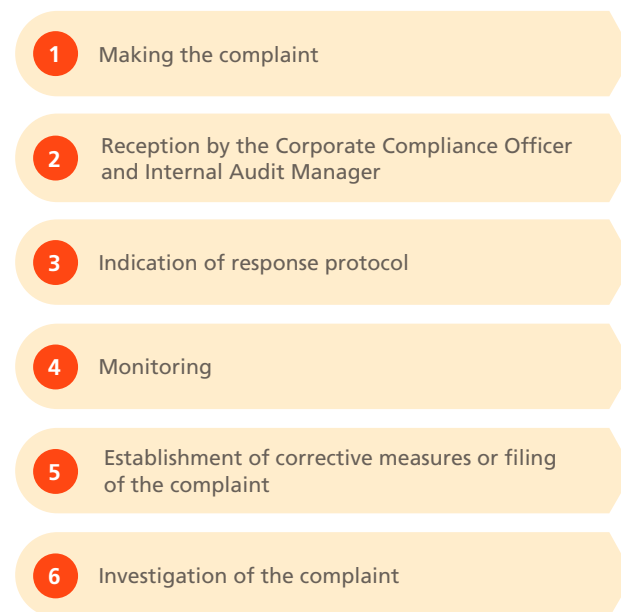 1 Making the complaint
2 Reception by the Corporate Compliance Officer
and Internal Audit Manager
3 Indication of response protocol
4 Monitoring
5 Establishment of corrective measures or filing
of the complaint
6 Investigation of the complaint